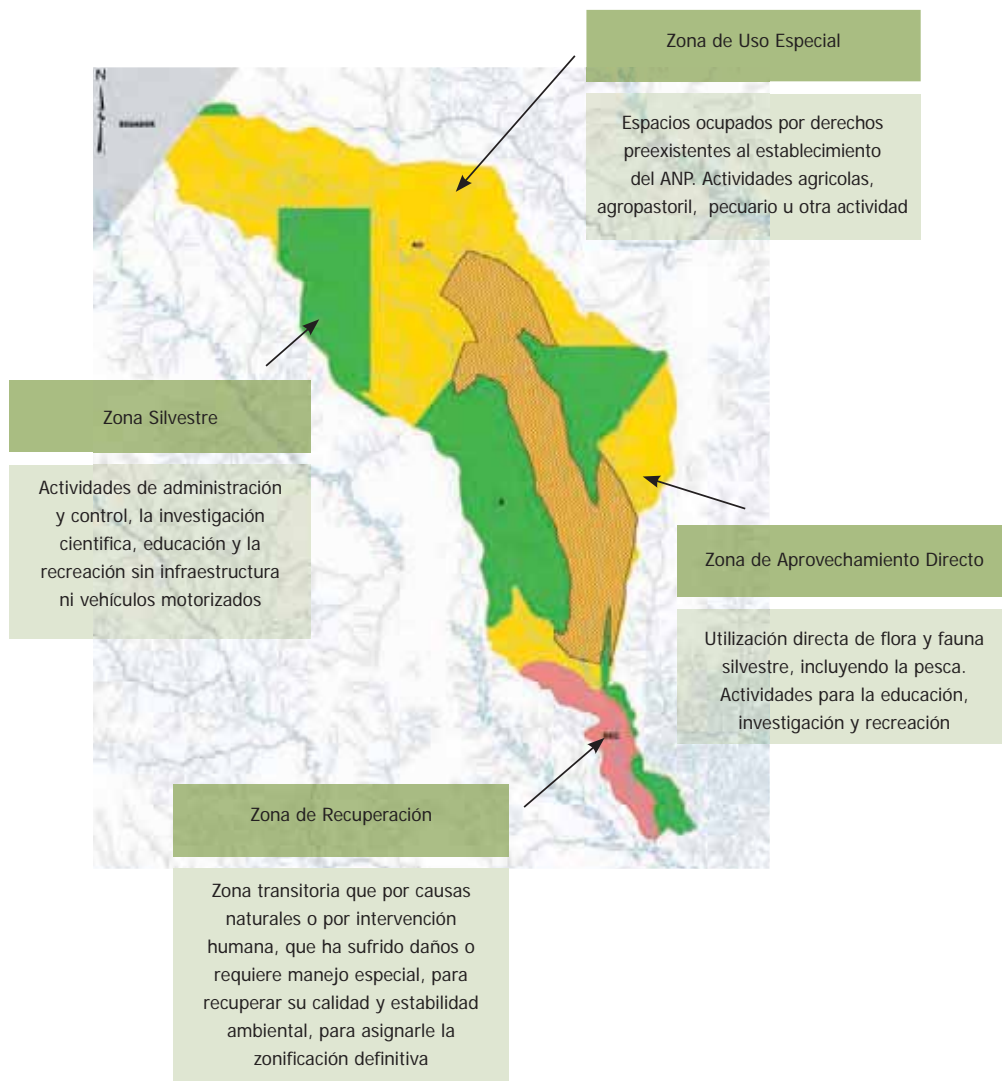 Zona de Uso Especial
Espacios ocupados por derechos
preexistentes al establecimiento
del ANP. Actividades agricolas,
agropastoril, pecuario u otra actividad
N
ECUADOR
Zona Silvestre
Actividades de administración
y control, la investigación
cientifica, educación y la
recreación sin infraestructura
ni vehículos motorizados
Zona de Aprovechamiento Directo
Utilización directa de flora y fauna
silvestre, incluyendo la pesca.
Actividades para la educación,
investigación y recreación
Zona de Recuperación
Zona transitoria que por causas
naturales o por intervención
humana, que ha sufrido daños o
requiere manejo especial, para
recuperar su calidad y estabilidad
ambiental, para asignarle la
zonificación definitiva